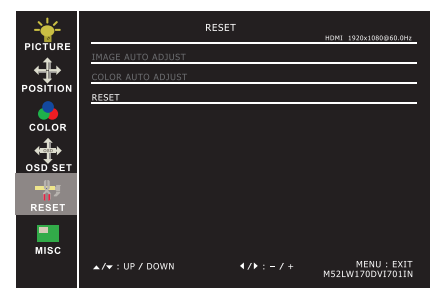 RESET
HDMI 1920x1080@60.0Hz
PICTURE
IMAGE AUTO ADJUST
COLOR AUTO ADJUST
POSITION
RESET
COLOR
OSD SET
RESET
MISC
▲/▼ : UP / DOWN
◀/▶ : – / +
MENU : EXIT
M52LW170DVI701IN